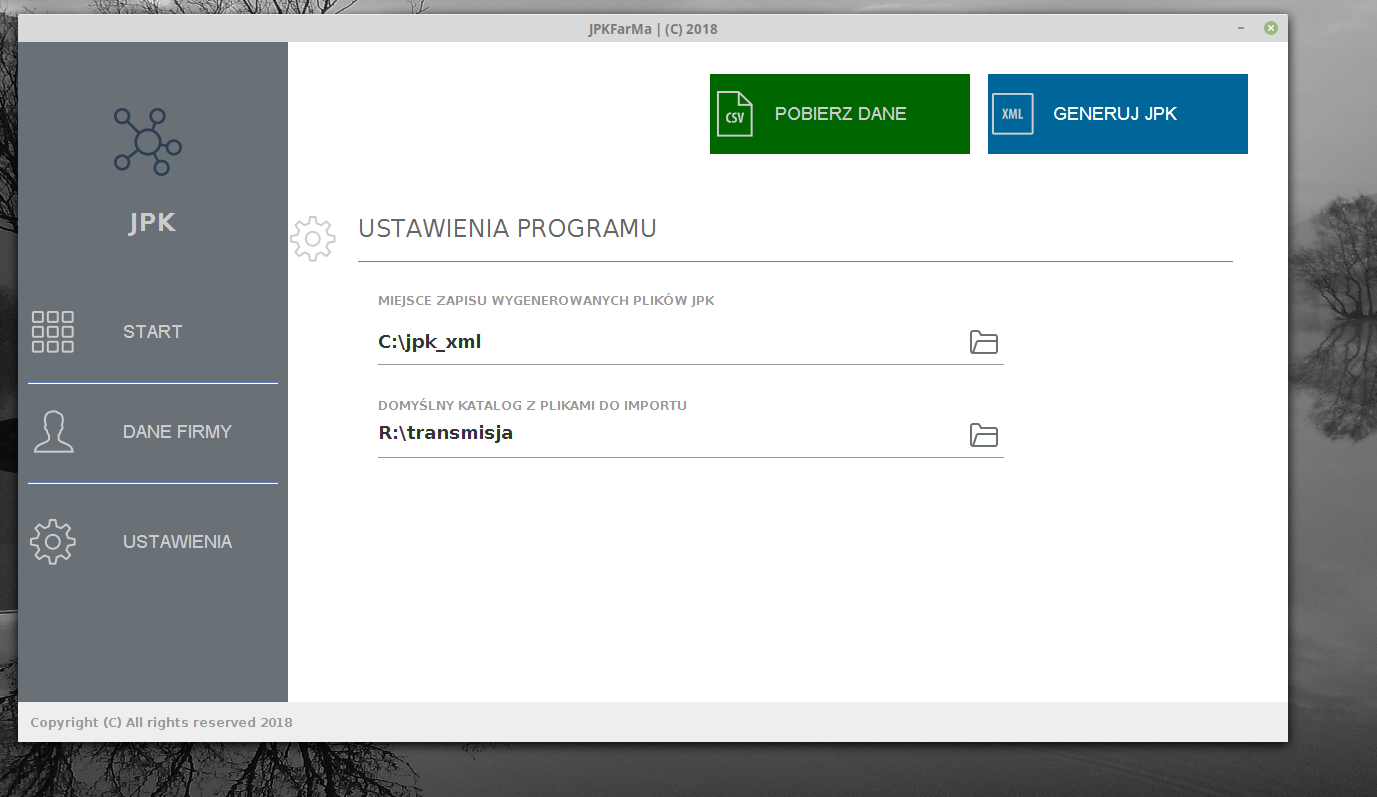 JPKFarMa | (C) 2018
CSV
POBIERZ DANE
XML
GENERUJ JPK
JPK
START
DANE FIRMY
USTAWIENIA
USTAWIENIA PROGRAMU
MIEJSCE ZAPISU WYGENEROWANYCH PLIKÓW JPK
C:\jpk_xml
DOMYŚLNY KATALOG Z PLIKAMI DO IMPORTU
R:\transmisja
Copyright (C) All rights reserved 2018